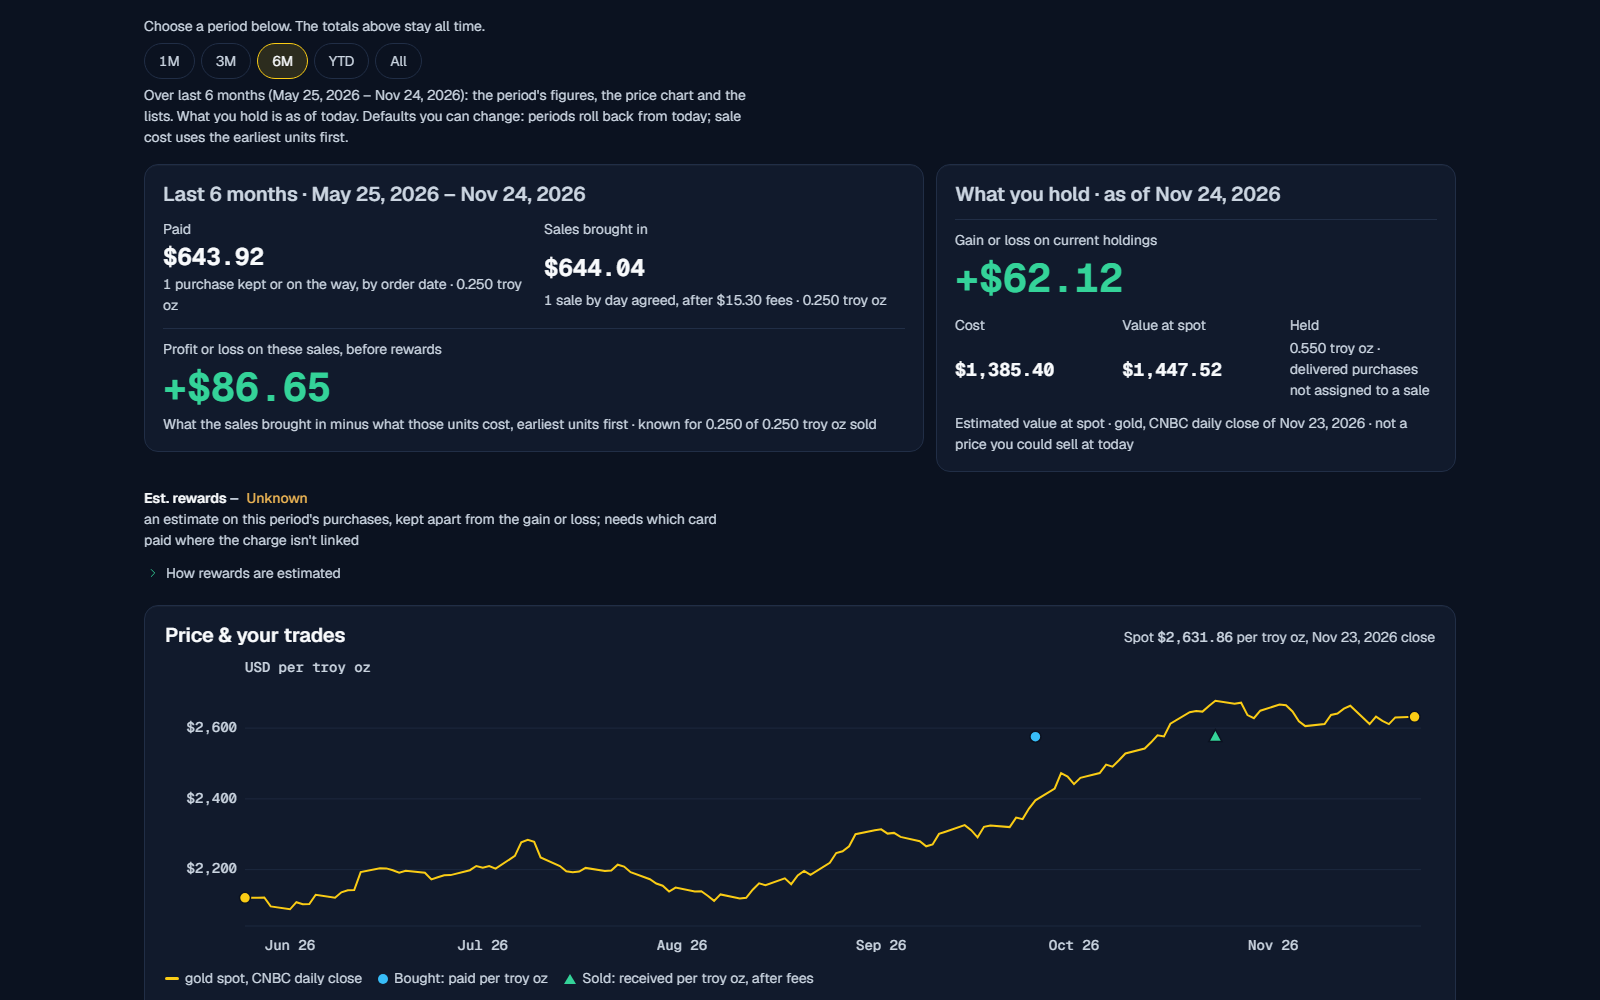 Choose a period below. The totals above stay all time.
1M 3M 6M YTD All
Over last 6 months (May 25, 2026 – Nov 24, 2026): the period's figures, the price chart and the
lists. What you hold is as of today. Defaults you can change: periods roll back from today; sale
cost uses the earliest units first.
Last 6 months · May 25, 2026 – Nov 24, 2026
Paid
$643.92
1 purchase kept or on the way, by order date · 0.250 troy
oz
Sales brought in
$644.04
1 sale by day agreed, after $15.30 fees · 0.250 troy oz
Profit or loss on these sales, before rewards
+$86.65
What the sales brought in minus what those units cost, earliest units first · known for 0.250 of 0.250 troy oz sold
What you hold · as of Nov 24, 2026
Gain or loss on current holdings
+$62.12
Cost
$1,385.40
Value at spot
$1,447.52
Held
0.550 troy oz ·
delivered purchases
not assigned to a sale
Estimated value at spot · gold, CNBC daily close of Nov 23, 2026 · not a
price you could sell at today
Est. rewards – Unknown
an estimate on this period's purchases, kept apart from the gain or loss; needs which card
paid where the charge isn't linked
How rewards are estimated
Price & your trades
Spot $2,631.86 per troy oz, Nov 23, 2026 close
USD per troy oz
$2,600
$2,400
$2,200
Jun 26 Jul 26 Aug 26 Sep 26 Oct 26 Nov 26
gold spot, CNBC daily close Bought: paid per troy oz Sold: received per troy oz, after fees